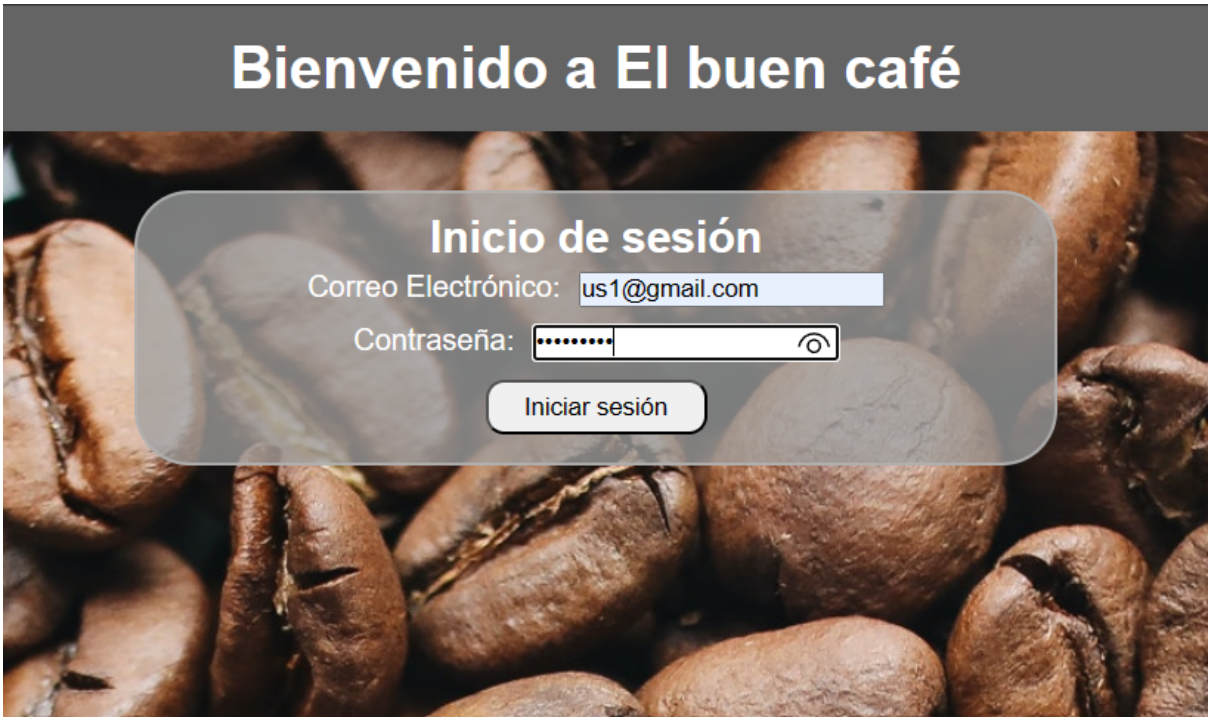 Bienvenido a El buen café
Inicio de sesión
Correo Electrónico: us1@gmail.com
Contraseña: •••••••••
Iniciar sesión